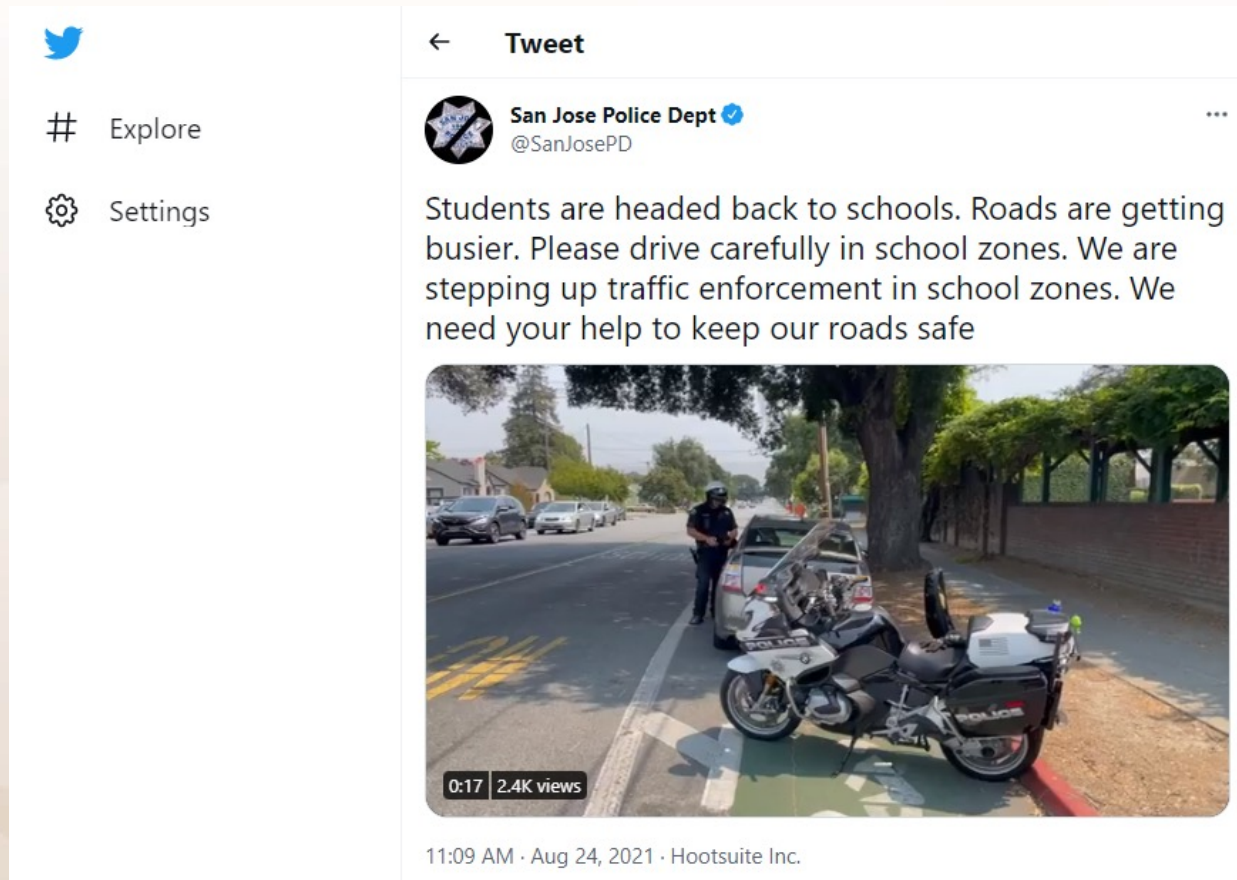 Tweet
San Jose Police Dept
@SanJosePD
Explore
Settings
Students are headed back to schools. Roads are getting
busier. Please drive carefully in school zones. We are
stepping up traffic enforcement in school zones. We
need your help to keep our roads safe
POLICE
POLICE
0:17 2.4K views
11:09 AM · Aug 24, 2021 · Hootsuite Inc.